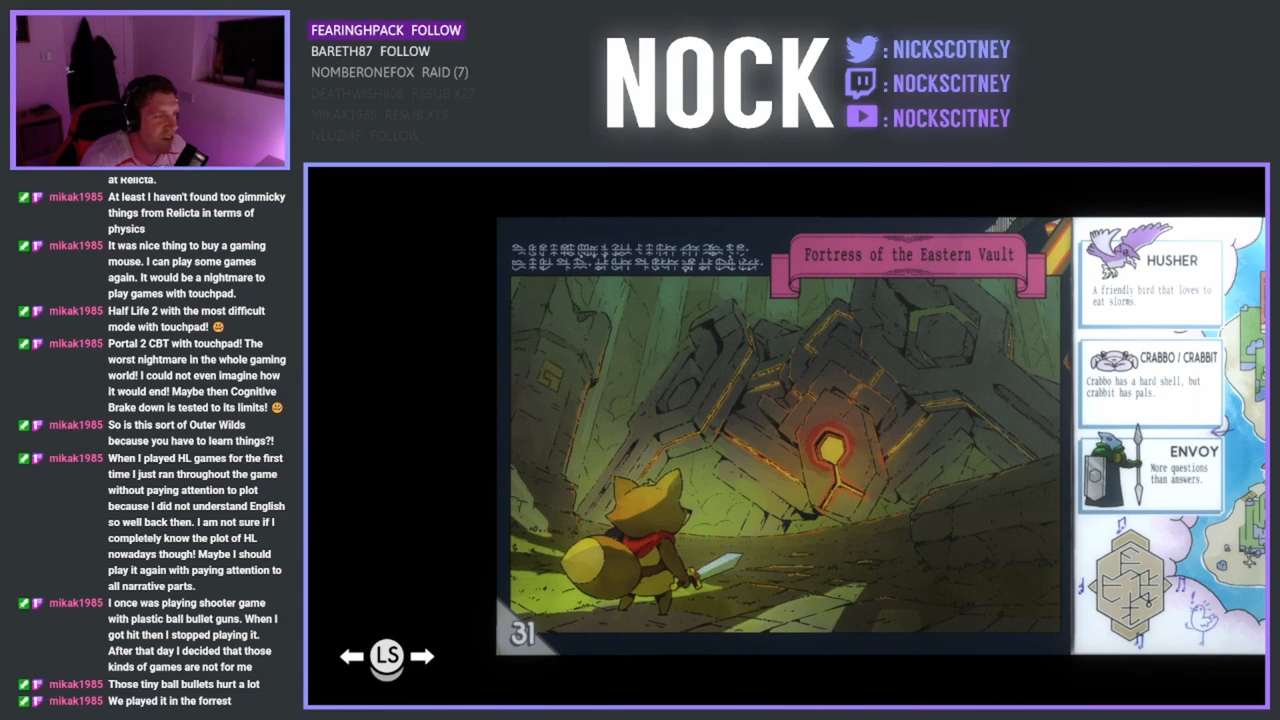 FEARINGHPACK FOLLOW
BARETH87 FOLLOW
NOMBERONEFOX RAID (7)
DEATHWISH808 RESUB X27
MIKAK1985 RESUB X19
NLUZIAF FOLLOW
NOCK
: NICKSCOTNEY
: NOCKSCITNEY
: NOCKSCITNEY
at Relicta.
mikak1985 At least I haven't found too gimmicky
things from Relicta in terms of
physics
mikak1985 It was nice thing to buy a gaming
mouse. I can play some games
again. It would be a nightmare to
play games with touchpad.
mikak1985 Half Life 2 with the most difficult
mode with touchpad! 😃
mikak1985 Portal 2 CBT with touchpad! The
worst nightmare in the whole gaming
world! I could not even imagine how
it would end! Maybe then Cognitive
Brake down is tested to its limits! 😃
mikak1985 So is this sort of Outer Wilds
because you have to learn things?!
mikak1985 When I played HL games for the first
time I just ran throughout the game
without paying attention to plot
because I did not understand English
so well back then. I am not sure if I
completely know the plot of HL
nowadays though! Maybe I should
play it again with paying attention to
all narrative parts.
mikak1985 I once was playing shooter game
with plastic ball bullet guns. When I
got hit then I stopped playing it.
After that day I decided that those
kinds of games are not for me
mikak1985 Those tiny ball bullets hurt a lot
mikak1985 We played it in the forrest
Fortress of the Eastern Vault
31
LS
HUSHER
A friendly bird that loves to
eat slorms.
CRABBO / CRABBIT
Crabbo has a hard shell, but
crabbit has pals.
ENVOY
More questions
than answers.